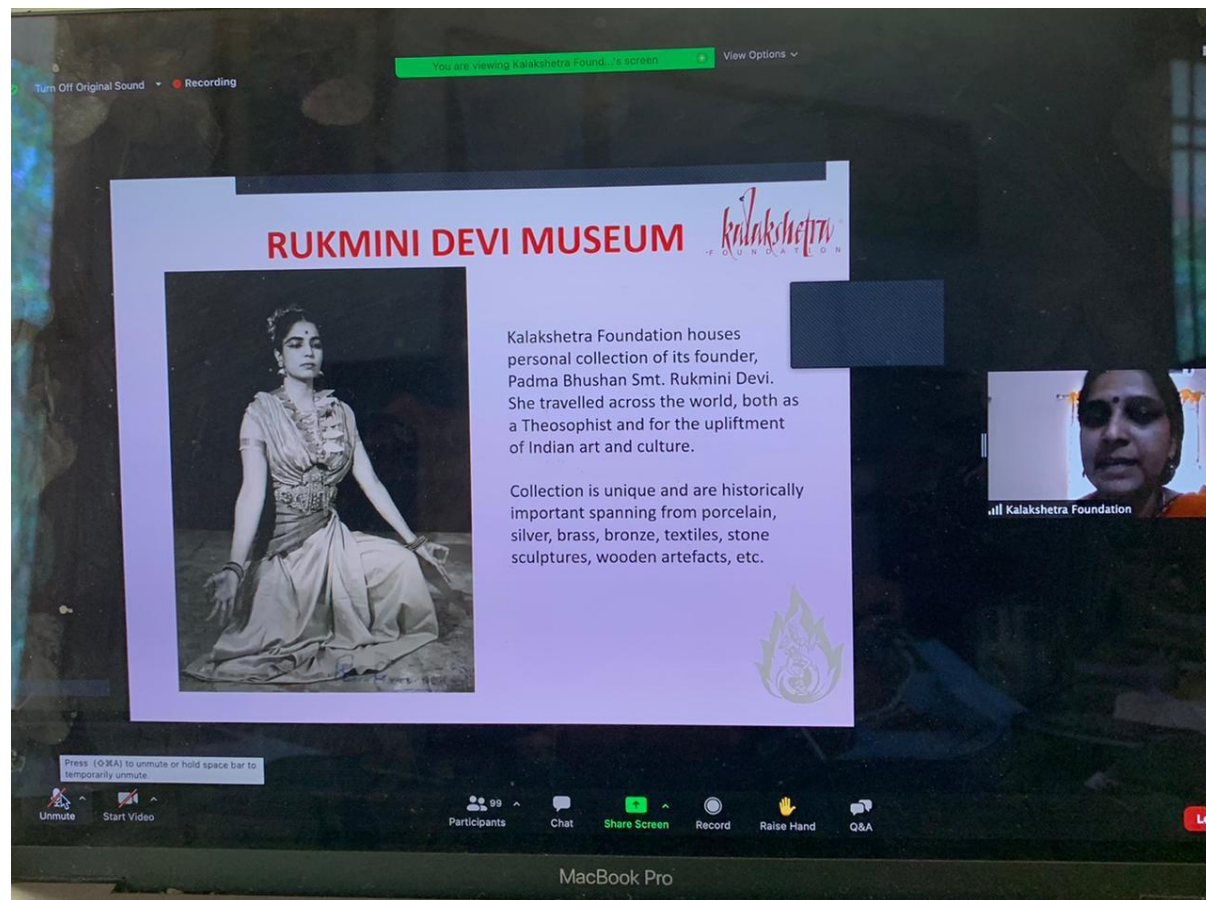 You are viewing Kalakshetra Found...'s screen
View Options
Turn Off Original Sound
Recording
RUKMINI DEVI MUSEUM
kalakshetra
FOUNDATION
Kalakshetra Foundation houses
personal collection of its founder,
Padma Bhushan Smt. Rukmini Devi.
She travelled across the world, both as
a Theosophist and for the upliftment
of Indian art and culture.
Collection is unique and are historically
important spanning from porcelain,
silver, brass, bronze, textiles, stone
sculptures, wooden artefacts, etc.
Kalakshetra Foundation
Press (⇧⌘A) to unmute or hold space bar to
temporarily unmute
Unmute
Start Video
99
Participants
Chat
Share Screen
Record
Raise Hand
Q&A
MacBook Pro